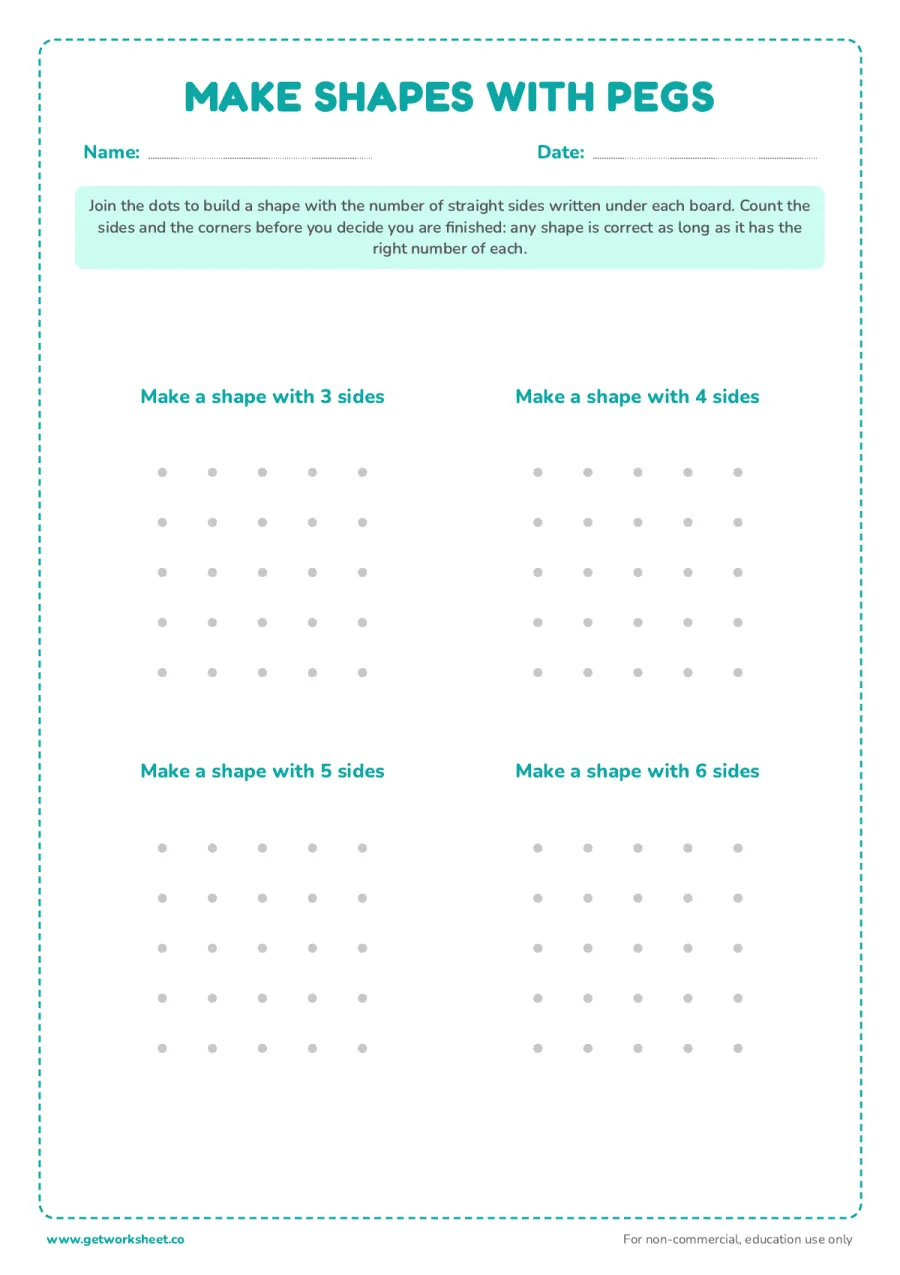 MAKE SHAPES WITH PEGS
Name: Date:
Join the dots to build a shape with the number of straight sides written under each board. Count the
sides and the corners before you decide you are finished: any shape is correct as long as it has the
right number of each.
Make a shape with 3 sides
Make a shape with 4 sides
Make a shape with 5 sides
Make a shape with 6 sides
www.getworksheet.co
For non-commercial, education use only